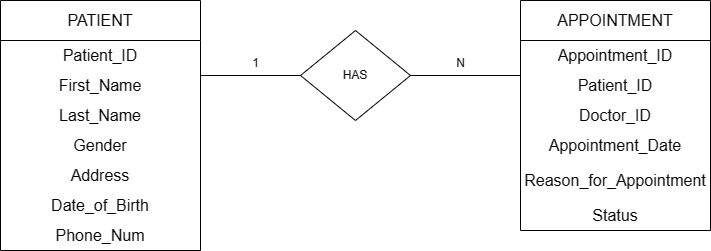 PATIENT
Patient_ID
First_Name
Last_Name
Gender
Address
Date_of_Birth
Phone_Num
1
HAS
N
APPOINTMENT
Appointment_ID
Patient_ID
Doctor_ID
Appointment_Date
Reason_for_Appointment
Status